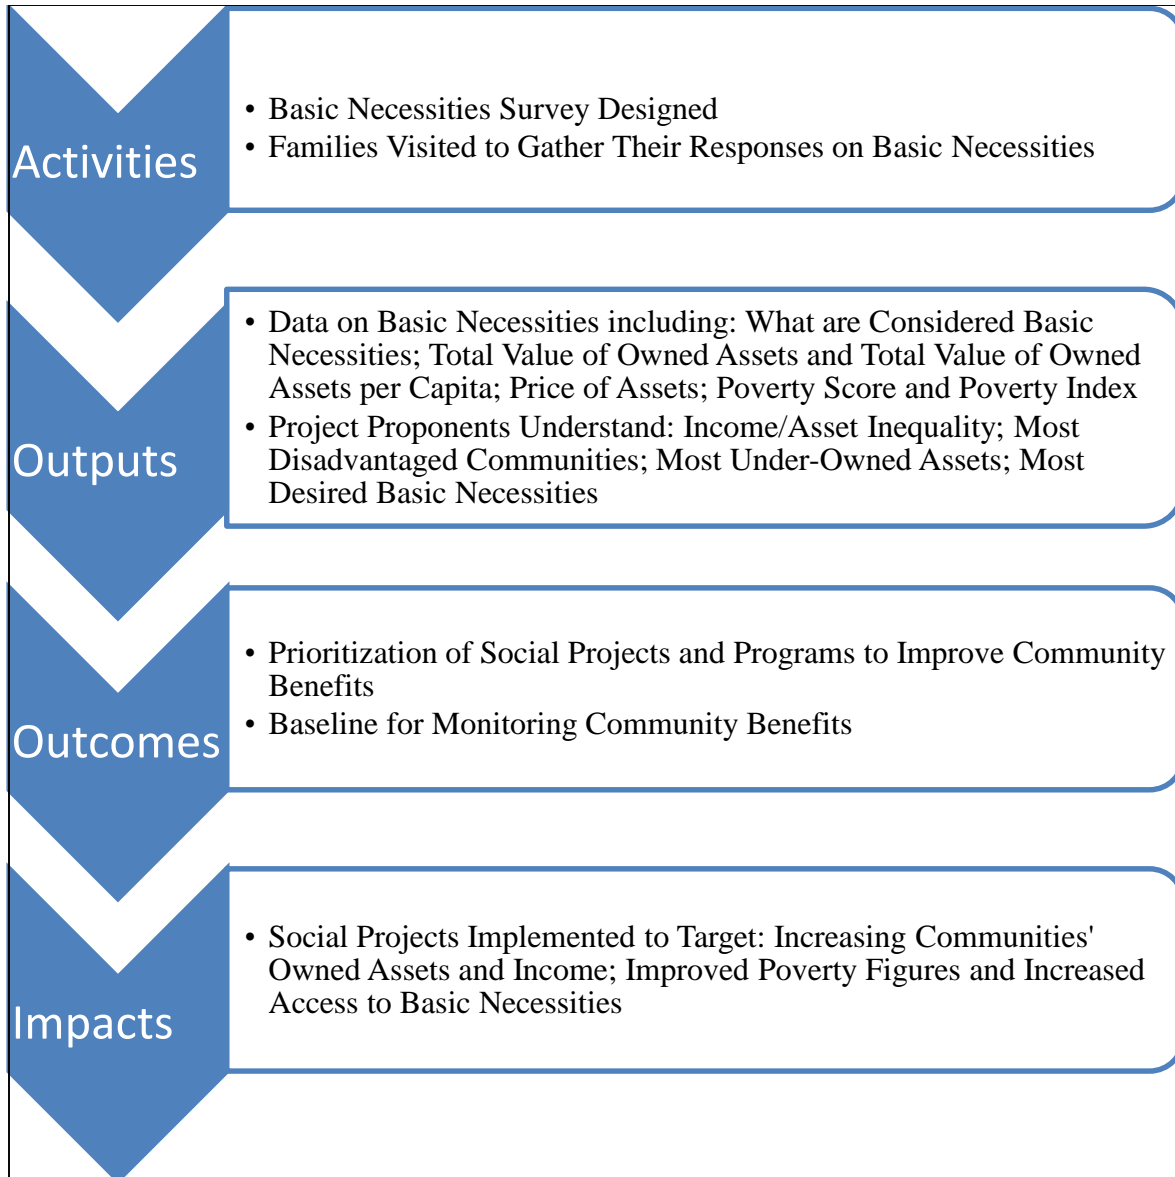 Activities
• Basic Necessities Survey Designed
• Families Visited to Gather Their Responses on Basic Necessities
Outputs
• Data on Basic Necessities including: What are Considered Basic
Necessities; Total Value of Owned Assets and Total Value of Owned
Assets per Capita; Price of Assets; Poverty Score and Poverty Index
• Project Proponents Understand: Income/Asset Inequality; Most
Disadvantaged Communities; Most Under-Owned Assets; Most
Desired Basic Necessities
Outcomes
• Prioritization of Social Projects and Programs to Improve Community
Benefits
• Baseline for Monitoring Community Benefits
Impacts
• Social Projects Implemented to Target: Increasing Communities'
Owned Assets and Income; Improved Poverty Figures and Increased
Access to Basic Necessities